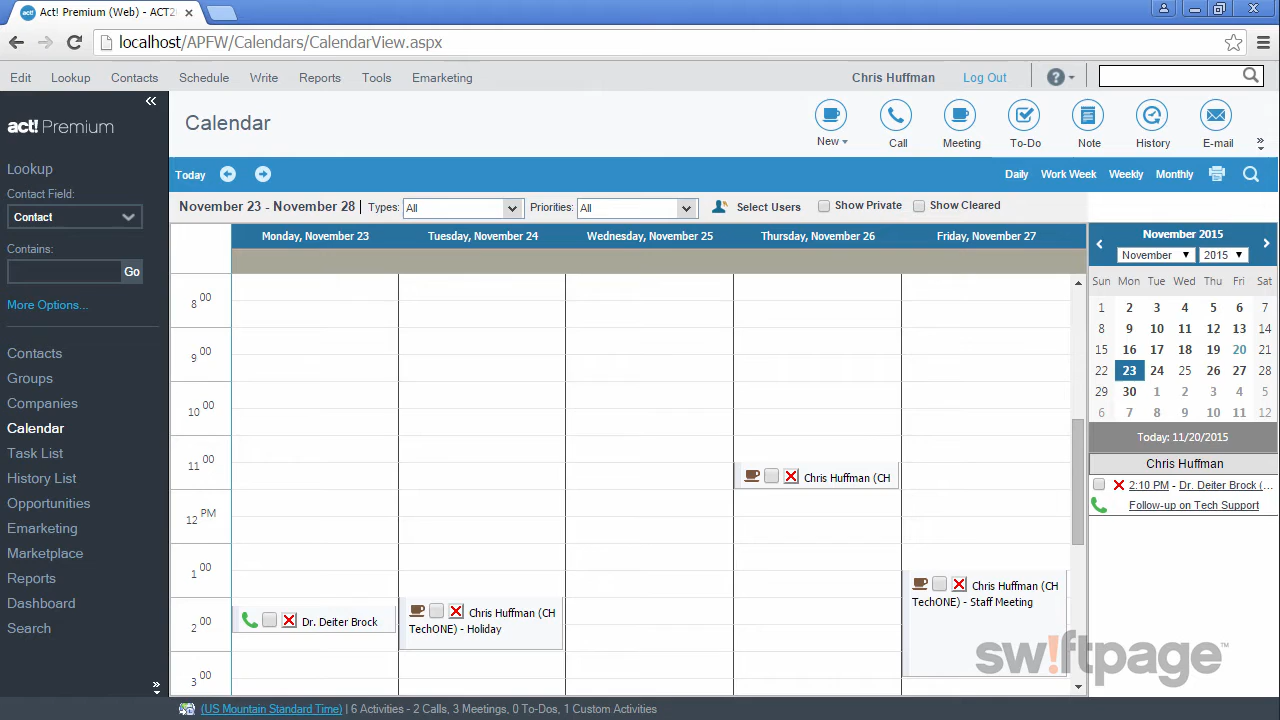 act! Premium (Web) - ACT2
localhost/APFW/Calendars/CalendarView.aspx
Edit Lookup Contacts Schedule Write Reports Tools Emarketing Chris Huffman Log Out ?
act! Premium
Calendar
New Call Meeting To-Do Note History E-mail
Today Daily Work Week Weekly Monthly
November 23 - November 28 Types: All Priorities: All Select Users Show Private Show Cleared
Lookup
Contact Field:
Contact
Contains:
Go
More Options...
Contacts
Groups
Companies
Calendar
Task List
History List
Opportunities
Emarketing
Marketplace
Reports
Dashboard
Search
Monday, November 23 Tuesday, November 24 Wednesday, November 25 Thursday, November 26 Friday, November 27
8 00
9 00
10 00
11 00
12 PM
1 00
2 00
3 00
Chris Huffman (CH
Dr. Deiter Brock
Chris Huffman (CH
TechONE) - Holiday
Chris Huffman (CH
TechONE) - Staff Meeting
November 2015
November 2015
Sun Mon Tue Wed Thu Fri Sat
1 2 3 4 5 6 7
8 9 10 11 12 13 14
15 16 17 18 19 20 21
22 23 24 25 26 27 28
29 30 1 2 3 4 5
6 7 8 9 10 11 12
Today: 11/20/2015
Chris Huffman
2:10 PM - Dr. Deiter Brock (...
Follow-up on Tech Support
sw!ftpage™
(US Mountain Standard Time) | 6 Activities - 2 Calls, 3 Meetings, 0 To-Dos, 1 Custom Activities